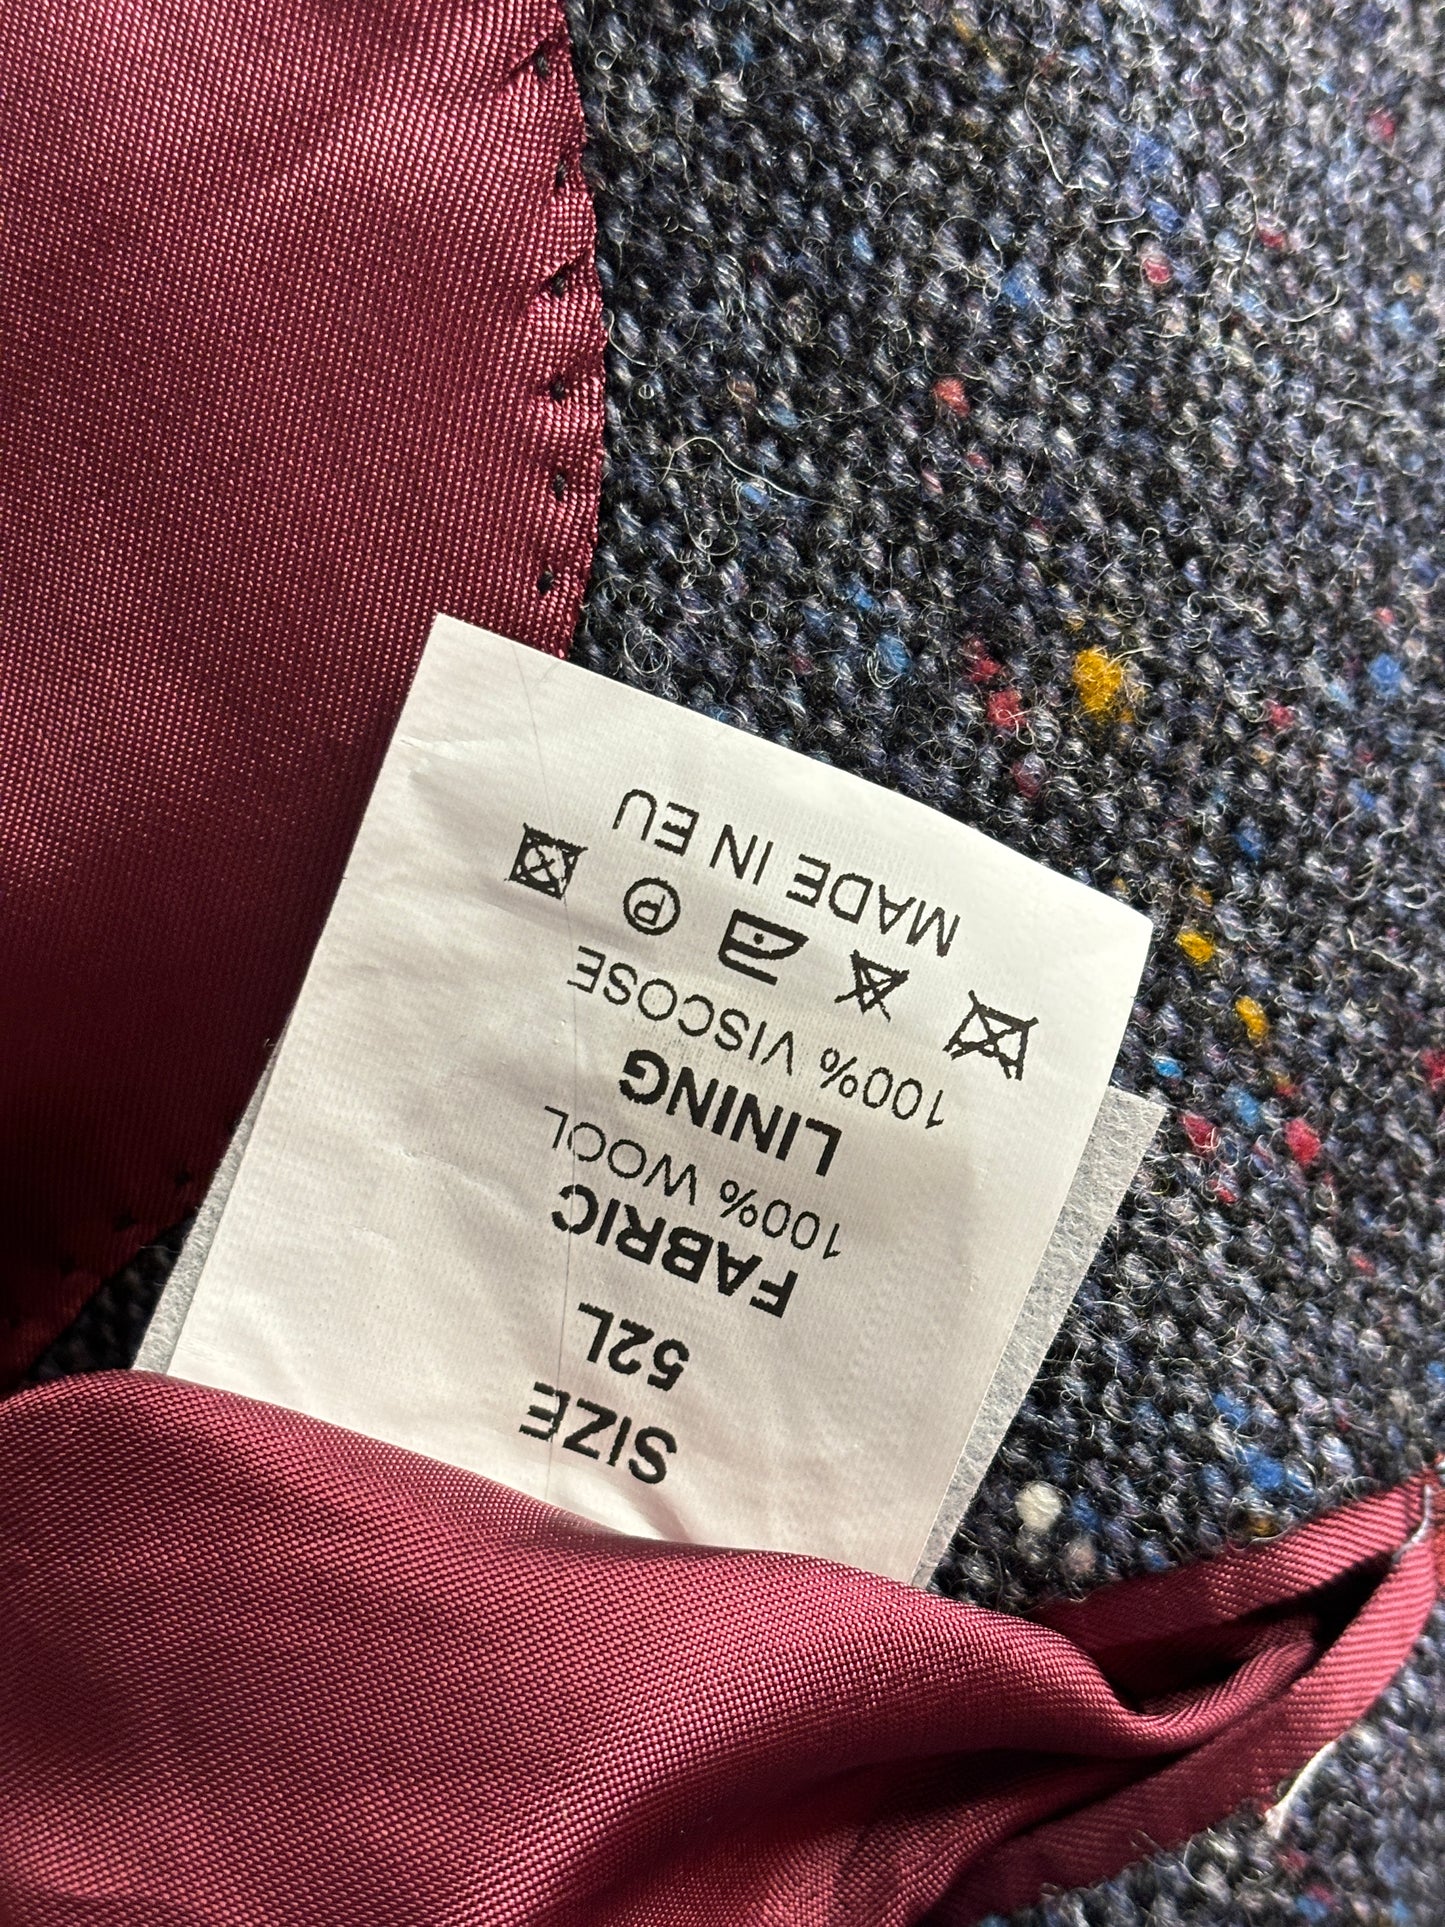 SIZE
52L
FABRIC
100% WOOL
LINING
100% VISCOSE
P
MADE IN EU